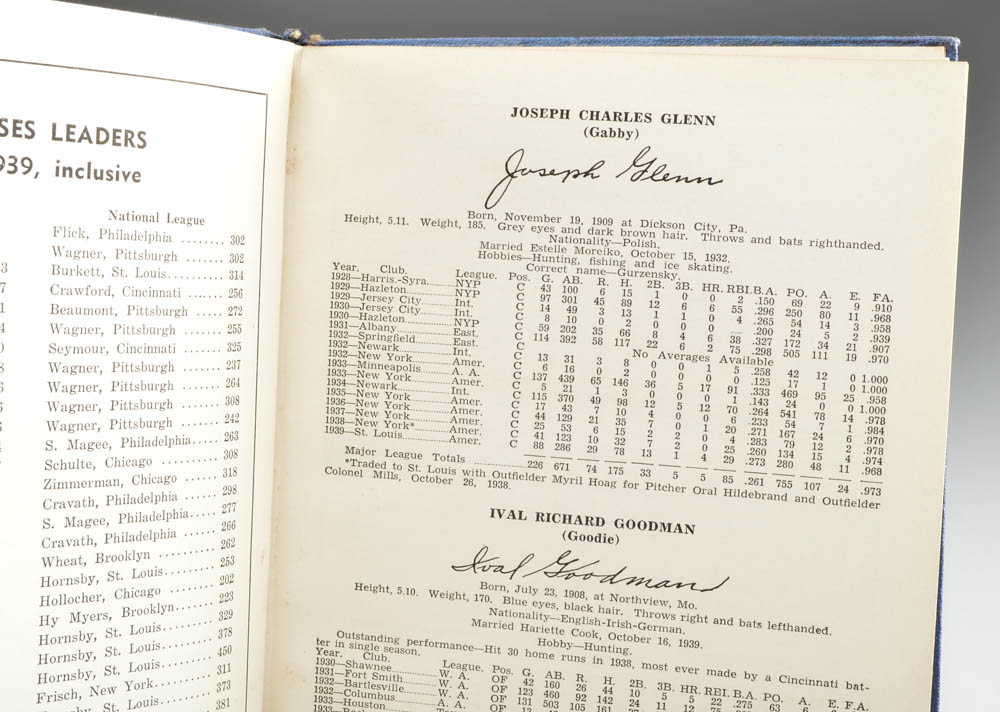 SES LEADERS
939, inclusive
National League
Flick, Philadelphia ........ 302
Wagner, Pittsburgh ........ 302
Burkett, St. Louis........ 314
Crawford, Cincinnati ...... 256
Beaumont, Pittsburgh ..... 272
Wagner, Pittsburgh ....... 255
Seymour, Cincinnati ...... 325
Wagner, Pittsburgh ....... 237
Wagner, Pittsburgh ....... 264
Wagner, Pittsburgh ....... 308
Wagner, Pittsburgh ....... 242
S. Magee, Philadelphia..... 263
Schulte, Chicago ......... 308
Zimmerman, Chicago ...... 318
Cravath, Philadelphia ..... 298
S. Magee, Philadelphia..... 277
Cravath, Philadelphia ..... 266
Wheat, Brooklyn .......... 262
Hornsby, St. Louis........ 253
Hollocher, Chicago ....... 202
Hy Myers, Brooklyn....... 223
Hornsby, St. Louis........ 329
Hornsby, St. Louis........ 378
Hornsby, St. Louis........ 450
Frisch, New York......... 311
St. Louis........ 373
381
JOSEPH CHARLES GLENN
(Gabby)
Joseph Glenn
Born, November 19, 1909 at Dickson City, Pa.
Height, 5.11. Weight, 185. Grey eyes and dark brown hair. Throws and bats righthanded.
Nationality—Polish.
Married Estelle Moreiko, October 15, 1932.
Hobbies—Hunting, fishing and ice skating.
Correct name—Gurzensky.
Year. Club. League. Pos. G. AB. R. H. 2B. 3B. HR. RBI. B.A. PO. A. E. FA.
1928—Harris.-Syra. NYP C 43 100 6 15 1 0 0 2 .150 69 22 9 .910
1929—Hazleton NYP C 97 301 45 89 12 6 6 55 .296 250 80 11 .968
1929—Jersey City Int. C 14 49 3 13 1 1 0 4 .265 54 14 3 .958
1930—Jersey City Int. C 8 10 0 2 0 0 0 .... .200 24 5 2 .939
1930—Hazleton NYP C 59 202 35 66 8 4 6 38 .327 172 34 21 .907
1931—Albany East. C 114 392 58 117 22 6 2 75 .298 505 111 19 .970
1932—Springfield East. No Averages Available
1932—Newark Int. C 13 31 3 8 0 0 1 5 .258 42 12 0 1.000
1932—New York Amer. C 6 16 0 2 0 0 0 0 .125 17 1 0 1.000
1932—Minneapolis A. A. C 137 439 65 146 36 5 17 91 .333 469 95 25 .958
1933—New York Amer. C 5 21 1 3 0 0 0 1 .143 24 0 0 1.000
1934—Newark Int. C 115 370 49 98 12 5 12 70 .264 541 78 14 .978
1935—New York Amer. C 17 43 7 10 4 0 0 6 .233 54 7 1 .984
1936—New York Amer. C 44 129 21 35 7 0 1 20 .271 167 24 6 .970
1937—New York Amer. C 25 53 6 15 2 2 0 4 .283 79 12 2 .978
1938—New York* Amer. C 41 123 10 32 7 2 0 25 .260 134 15 4 .974
1939—St. Louis Amer. C 88 286 29 78 13 1 4 29 .273 280 48 11 .968
Major League Totals 226 671 74 175 33 5 5 85 .261 755 107 24 .973
*Traded to St. Louis with Outfielder Myril Hoag for Pitcher Oral Hildebrand and Outfielder
Colonel Mills, October 26, 1938.
IVAL RICHARD GOODMAN
(Goodie)
Ival Goodman
Born, July 23, 1908, at Northview, Mo.
Height, 5.10. Weight, 170. Blue eyes, black hair. Throws right and bats lefthanded.
Nationality—English-Irish-German.
Married Hariette Cook, October 16, 1939.
Hobby—Hunting.
Outstanding performance—Hit 30 home runs in 1938, most ever made by a Cincinnati bat-
ter in single season.
Year. Club. League. Pos. G. AB. R. H. 2B. 3B. HR. RBI. B.A. PO. A. E. FA.
1930—Shawnee W. A. OF 42 160 26 44 10 5 5 22 .275 63 6
1931—Fort Smith W. A. OF 123 460 92 142 24 11
1932—Bartlesville W. A. OF 131 503 105 161
1932—Columbus A. A. OF
1933—Houston